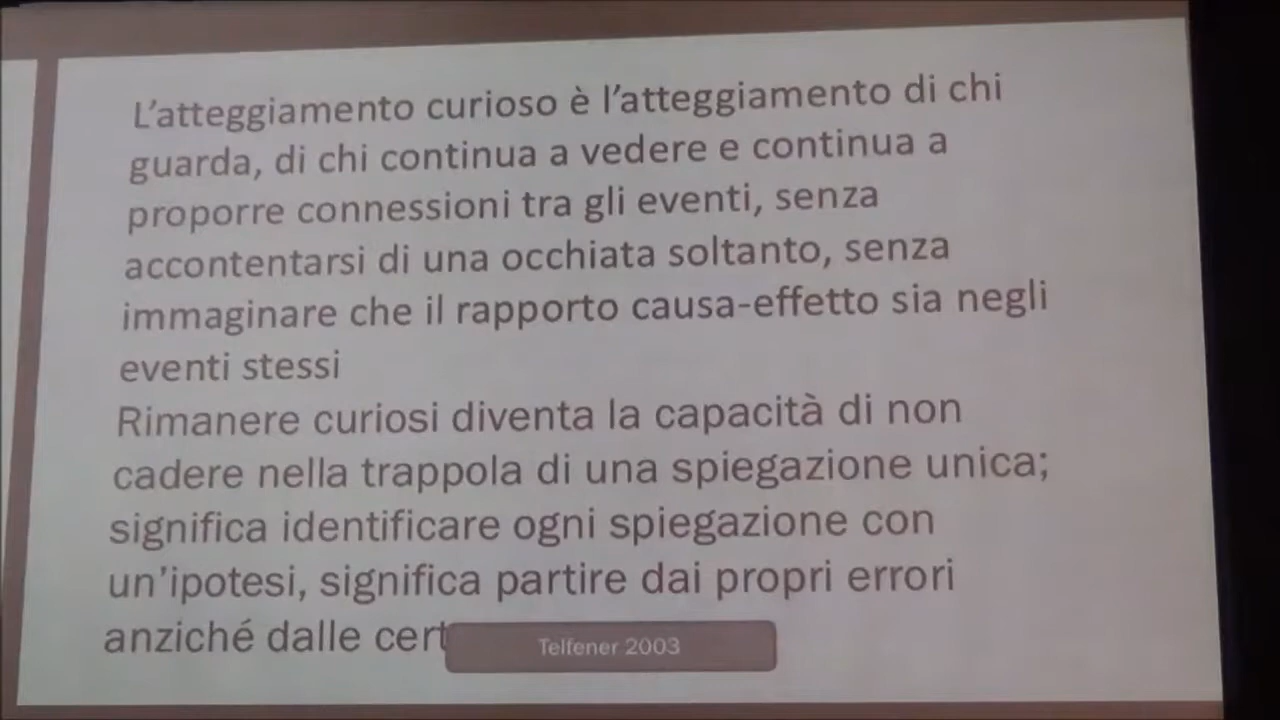 L'atteggiamento curioso è l'atteggiamento di chi
guarda, di chi continua a vedere e continua a
proporre connessioni tra gli eventi, senza
accontentarsi di una occhiata soltanto, senza
immaginare che il rapporto causa-effetto sia negli
eventi stessi
Rimanere curiosi diventa la capacità di non
cadere nella trappola di una spiegazione unica;
significa identificare ogni spiegazione con
un'ipotesi, significa partire dai propri errori
anziché dalle
Telfener 2003